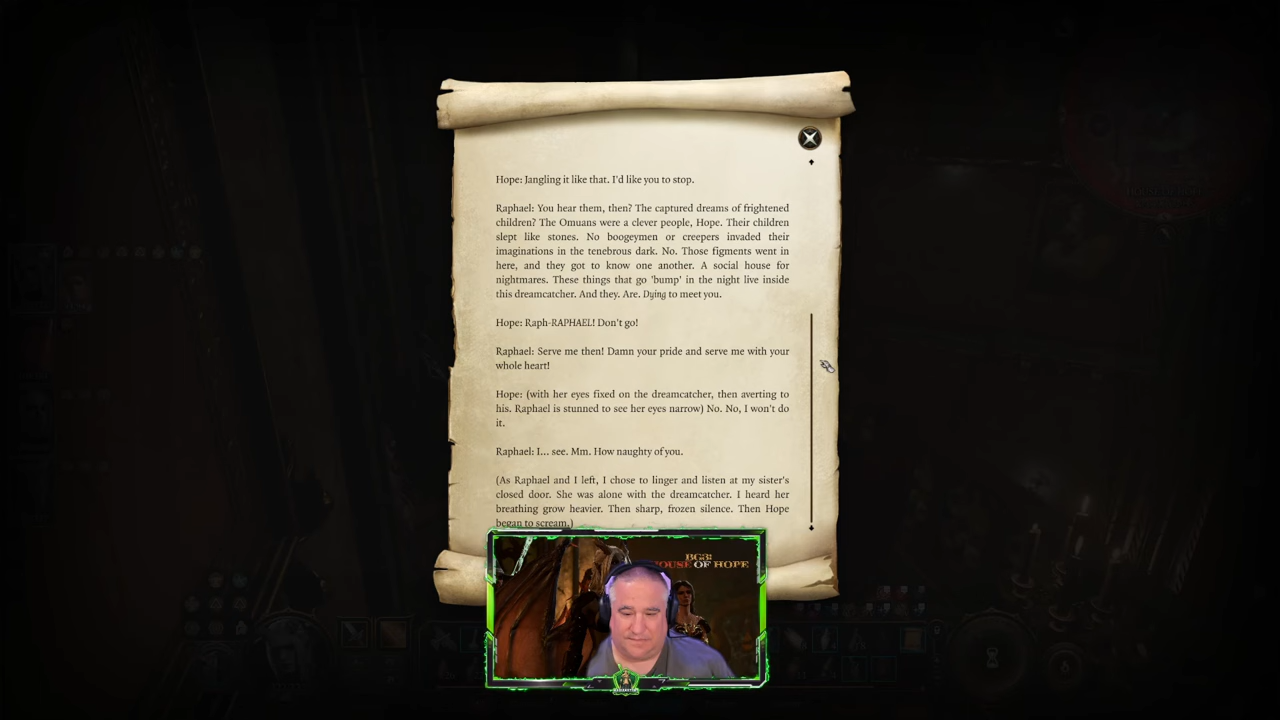 Hope: Jangling it like that. I'd like you to stop.
Raphael: You hear them, then? The captured dreams of frightened
children? The Omuans were a clever people, Hope. Their children
slept like stones. No boogeymen or creepers invaded their
imaginations in the tenebrous dark. No. Those figments went in
here, and they got to know one another. A social house for
nightmares. These things that go 'bump' in the night live inside
this dreamcatcher. And they. Are. Dying to meet you.
Hope: Raph-RAPHAEL! Don't go!
Raphael: Serve me then! Damn your pride and serve me with your
whole heart!
Hope: (with her eyes fixed on the dreamcatcher, then averting to
his. Raphael is stunned to see her eyes narrow) No. No, I won't do
it.
Raphael: I... see. Mm. How naughty of you.
(As Raphael and I left, I chose to linger and listen at my sister's
closed door. She was alone with the dreamcatcher. I heard her
breathing grow heavier. Then sharp, frozen silence. Then Hope
began to scream.)
BG3:
HOUSE OF HOPE